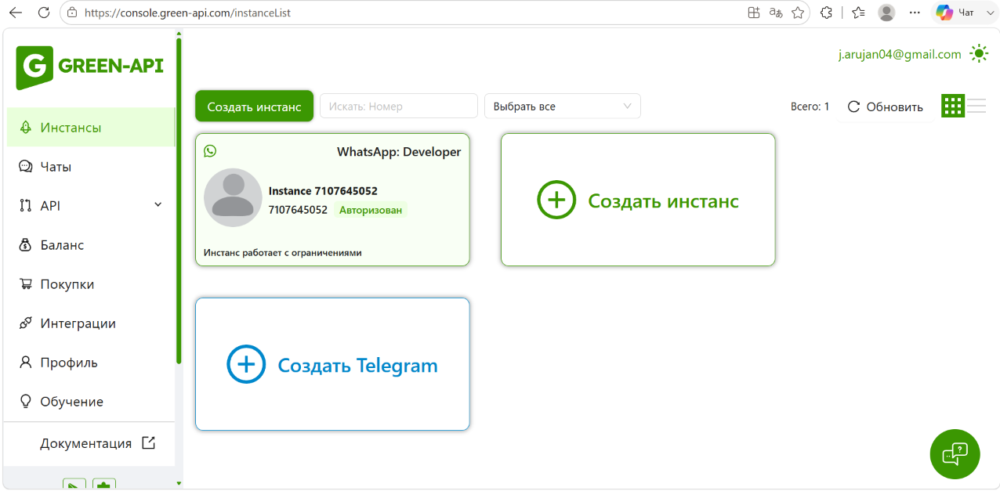 https://console.green-api.com/instanceList
Чат
G GREEN-API
j.arujan04@gmail.com
Создать инстанс
Искать: Номер
Выбрать все
Всего: 1
Обновить
Инстансы
Чаты
API
Баланс
Покупки
Интеграции
Профиль
Обучение
Документация
WhatsApp: Developer
Instance 7107645052
7107645052 Авторизован
Инстанс работает с ограничениями
Создать инстанс
Создать Telegram